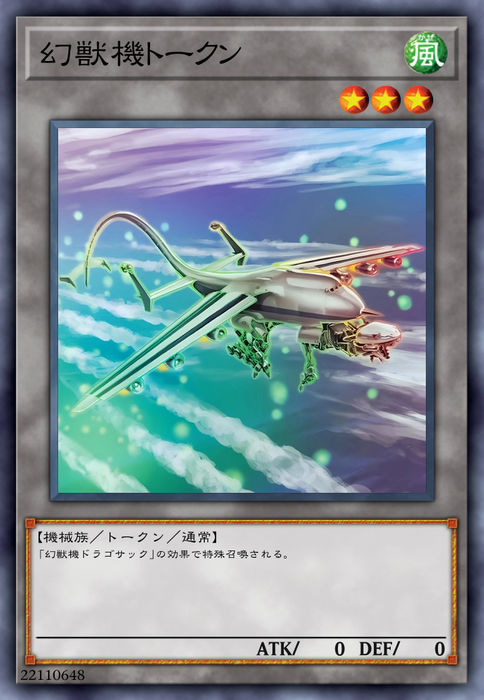 幻獣機トークン
かぜ
風
【機械族／トークン／通常】
「幻獣機ドラゴサック」の効果で特殊召喚される。
ATK/ 0 DEF/ 0
22110648